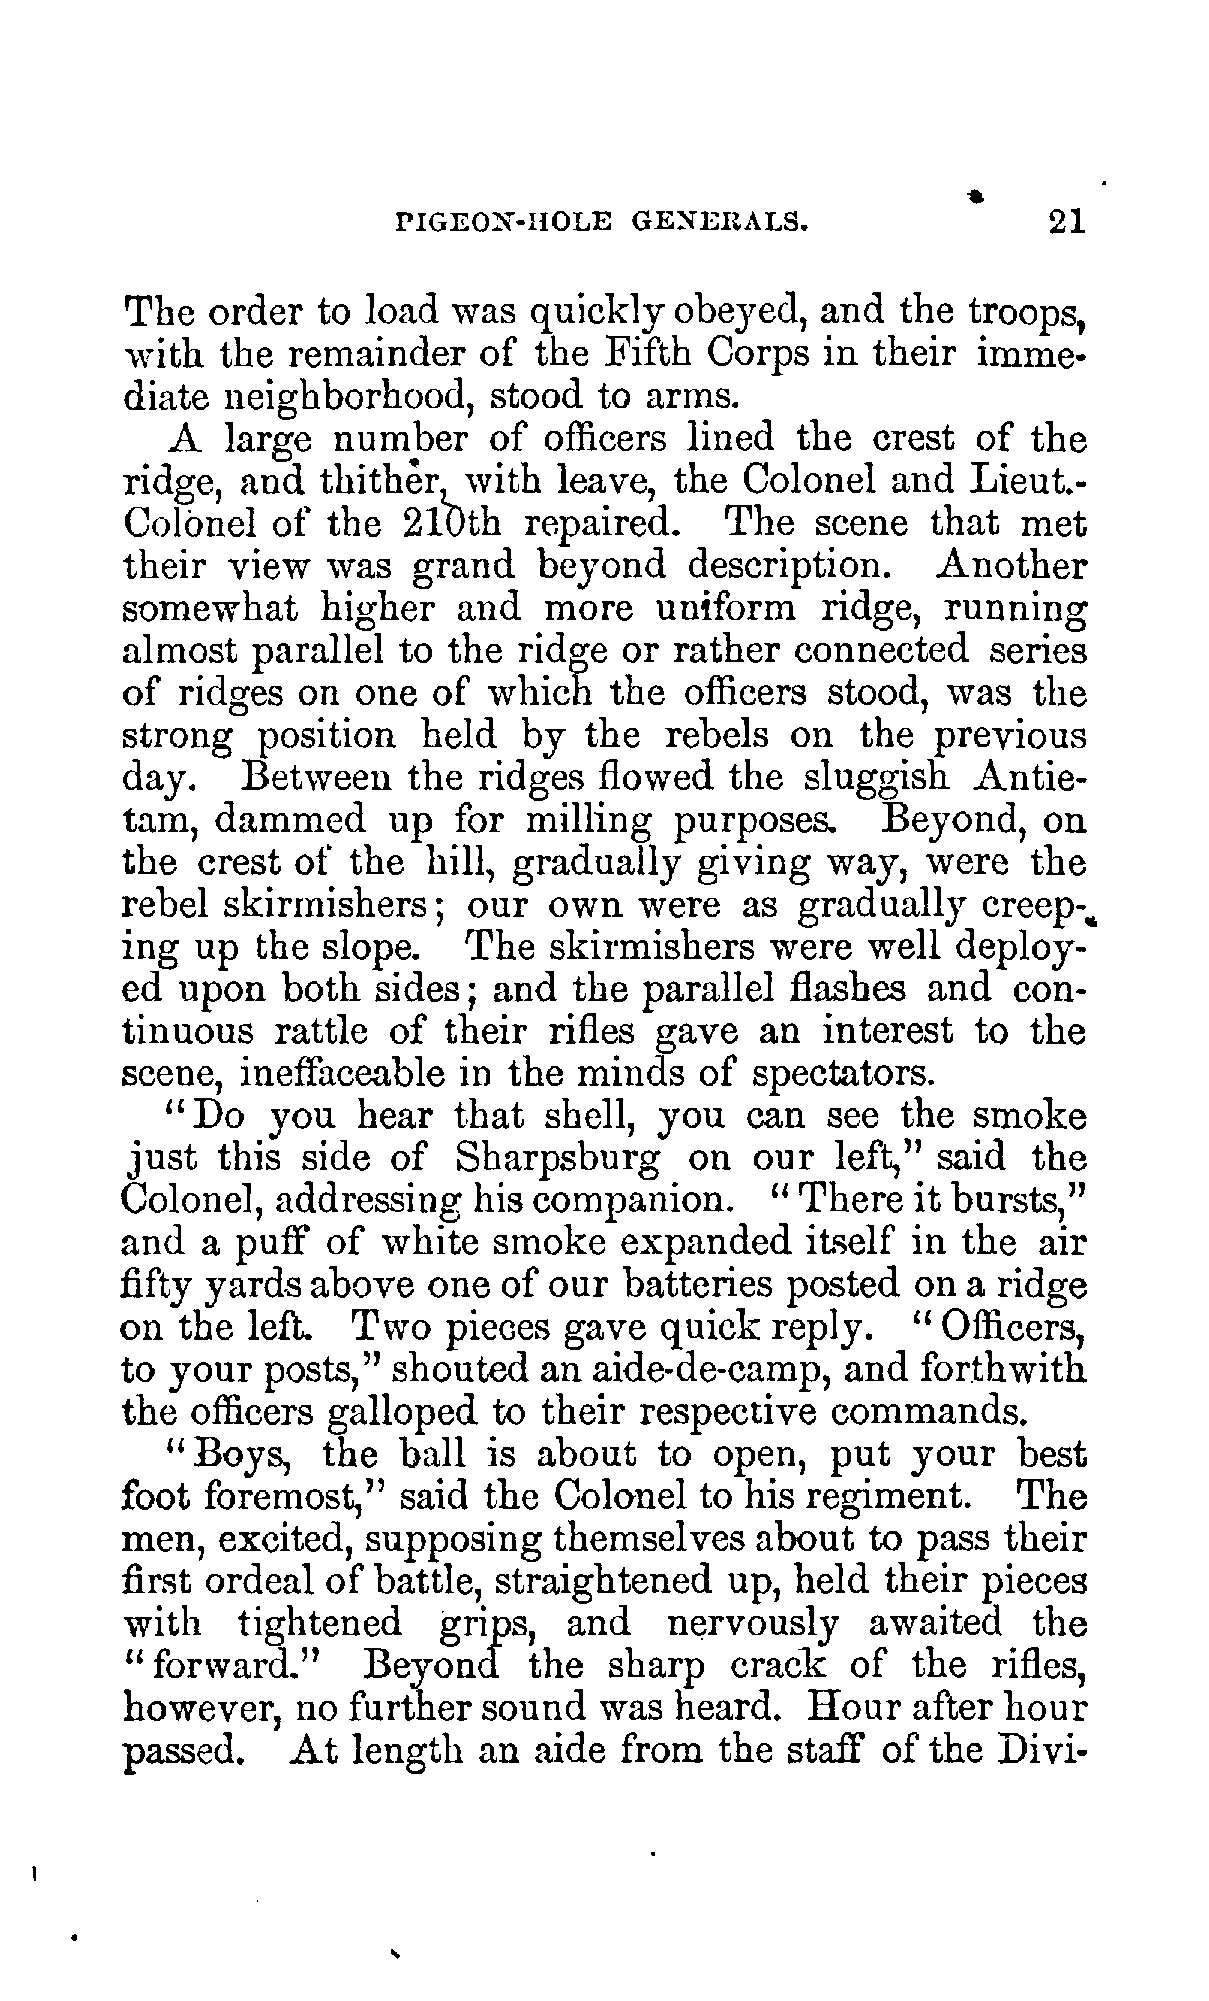 PIGEON-HOLE GENERALS. 21
The order to load was quickly obeyed, and the troops,
with the remainder of the Fifth Corps in their imme-
diate neighborhood, stood to arms.
A large number of officers lined the crest of the
ridge, and thither, with leave, the Colonel and Lieut.-
Colonel of the 210th repaired. The scene that met
their view was grand beyond description. Another
somewhat higher and more uniform ridge, running
almost parallel to the ridge or rather connected series
of ridges on one of which the officers stood, was the
strong position held by the rebels on the previous
day. Between the ridges flowed the sluggish Antie-
tam, dammed up for milling purposes. Beyond, on
the crest of the hill, gradually giving way, were the
rebel skirmishers; our own were as gradually creep-
ing up the slope. The skirmishers were well deploy-
ed upon both sides; and the parallel flashes and con-
tinuous rattle of their rifles gave an interest to the
scene, ineffaceable in the minds of spectators.
"Do you hear that shell, you can see the smoke
just this side of Sharpsburg on our left," said the
Colonel, addressing his companion. "There it bursts,"
and a puff of white smoke expanded itself in the air
fifty yards above one of our batteries posted on a ridge
on the left. Two pieces gave quick reply. "Officers,
to your posts," shouted an aide-de-camp, and forthwith
the officers galloped to their respective commands.
"Boys, the ball is about to open, put your best
foot foremost," said the Colonel to his regiment. The
men, excited, supposing themselves about to pass their
first ordeal of battle, straightened up, held their pieces
with tightened grips, and nervously awaited the
"forward." Beyond the sharp crack of the rifles,
however, no further sound was heard. Hour after hour
passed. At length an aide from the staff of the Divi-